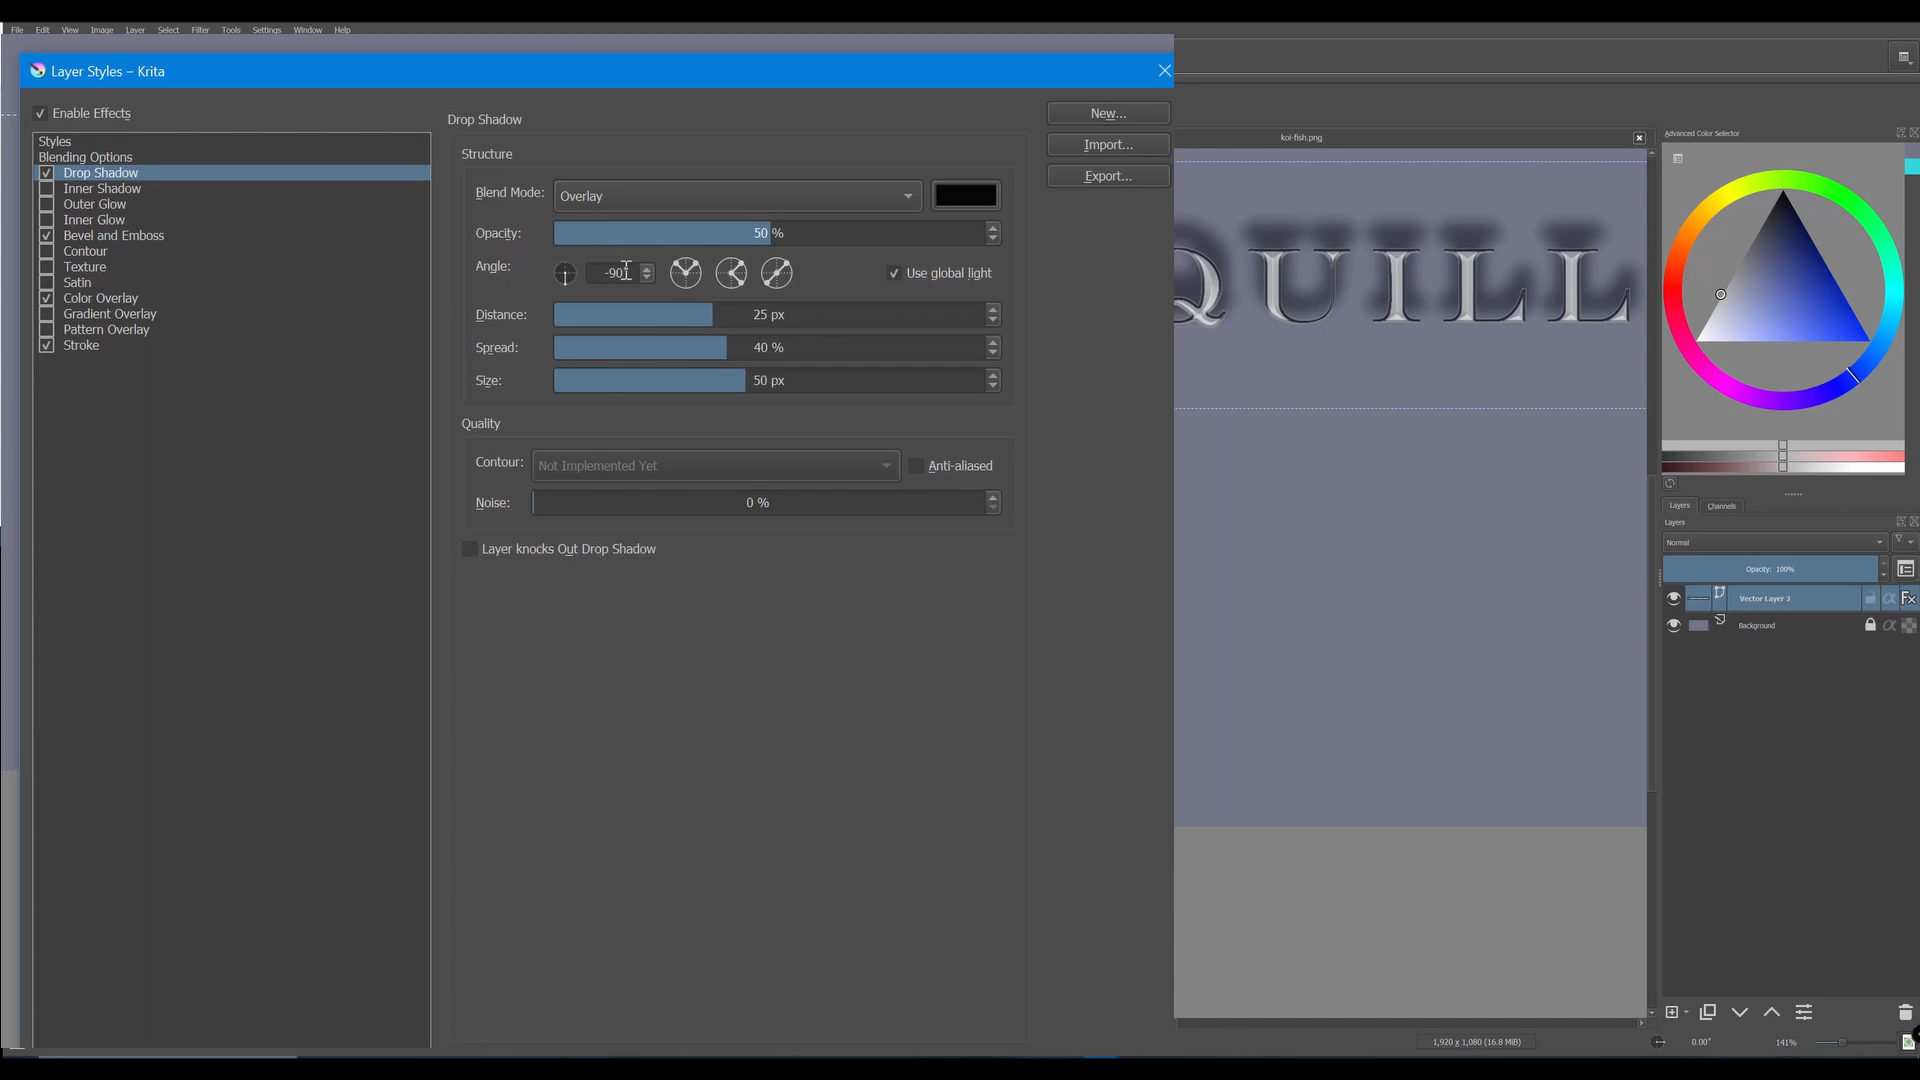 File Edit View Image Layer Select Filter Tools Settings Window Help
Layer Styles – Krita
Enable Effects
Styles
Blending Options
Drop Shadow
Inner Shadow
Outer Glow
Inner Glow
Bevel and Emboss
Contour
Texture
Satin
Color Overlay
Gradient Overlay
Pattern Overlay
Stroke
Drop Shadow
Structure
Blend Mode: Overlay
Opacity: 50 %
Angle: -90 Use global light
Distance: 25 px
Spread: 40 %
Size: 50 px
Quality
Contour: Not Implemented Yet Anti-aliased
Noise: 0 %
Layer knocks Out Drop Shadow
New...
Import...
Export...
koi-fish.png
QUILL
Advanced Color Selector
Layers Channels
Layers
Normal
Opacity: 100%
Vector Layer 2 Fx
Background
1,920 x 1,080 (16.8 MiB) 0.00° 141%